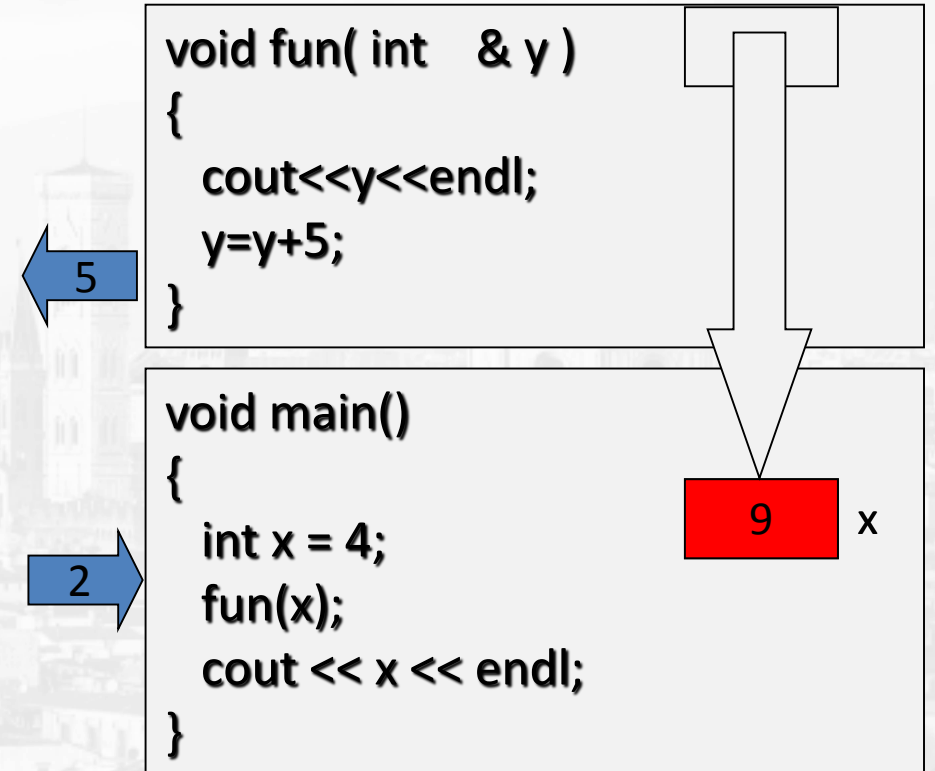 void fun( int & y )
{
cout<<y<<endl;
y=y+5;
5
}
void main()
{
9 x
int x = 4;
2
fun(x);
cout << x << endl;
}